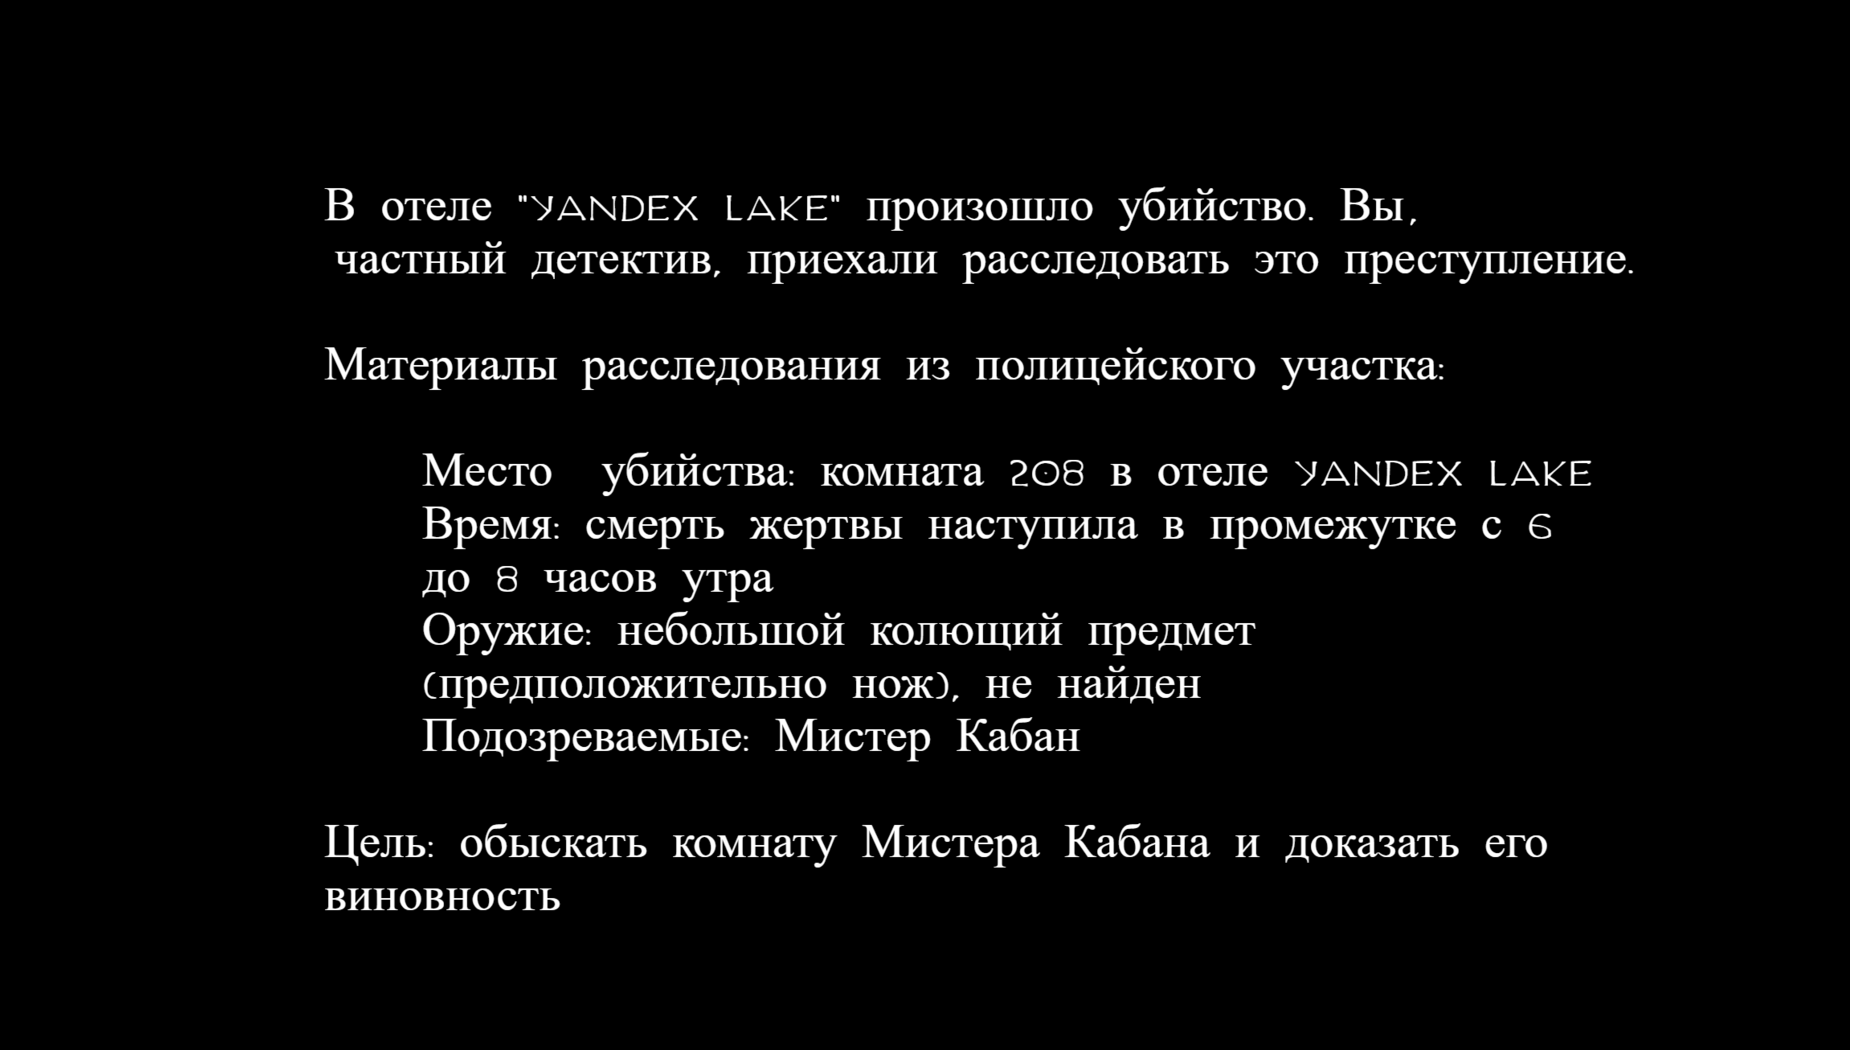 В отеле "YANDEX LAKE" произошло убийство. Вы,
частный детектив, приехали расследовать это преступление.
Материалы расследования из полицейского участка:
Место убийства: комната 208 в отеле YANDEX LAKE
Время: смерть жертвы наступила в промежутке с 6
до 8 часов утра
Оружие: небольшой колющий предмет
(предположительно нож), не найден
Подозреваемые: Мистер Кабан
Цель: обыскать комнату Мистера Кабана и доказать его
виновность